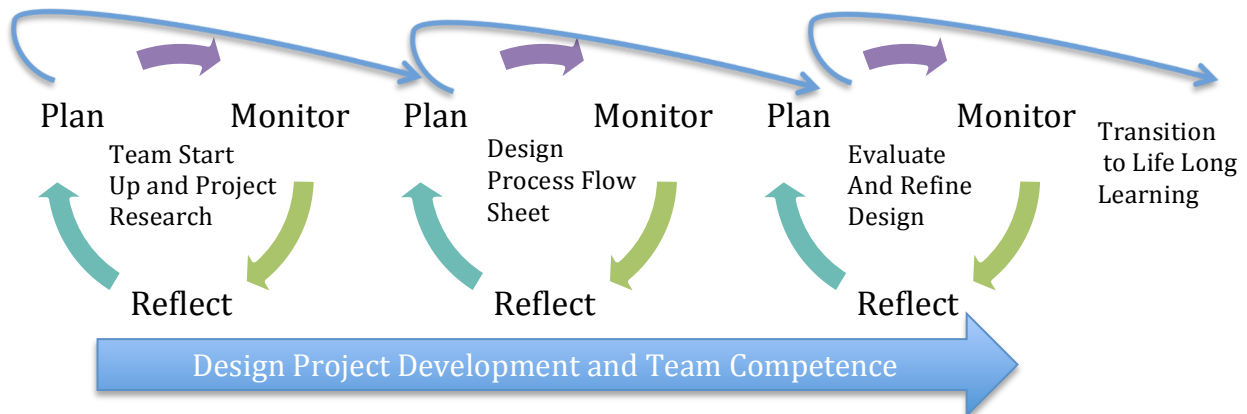 Plan
Monitor
Team Start
Up and Project
Research
Reflect
Plan
Monitor
Design
Process Flow
Sheet
Reflect
Plan
Monitor
Evaluate
And Refine
Design
Reflect
Transition
to Life Long
Learning
Design Project Development and Team Competence